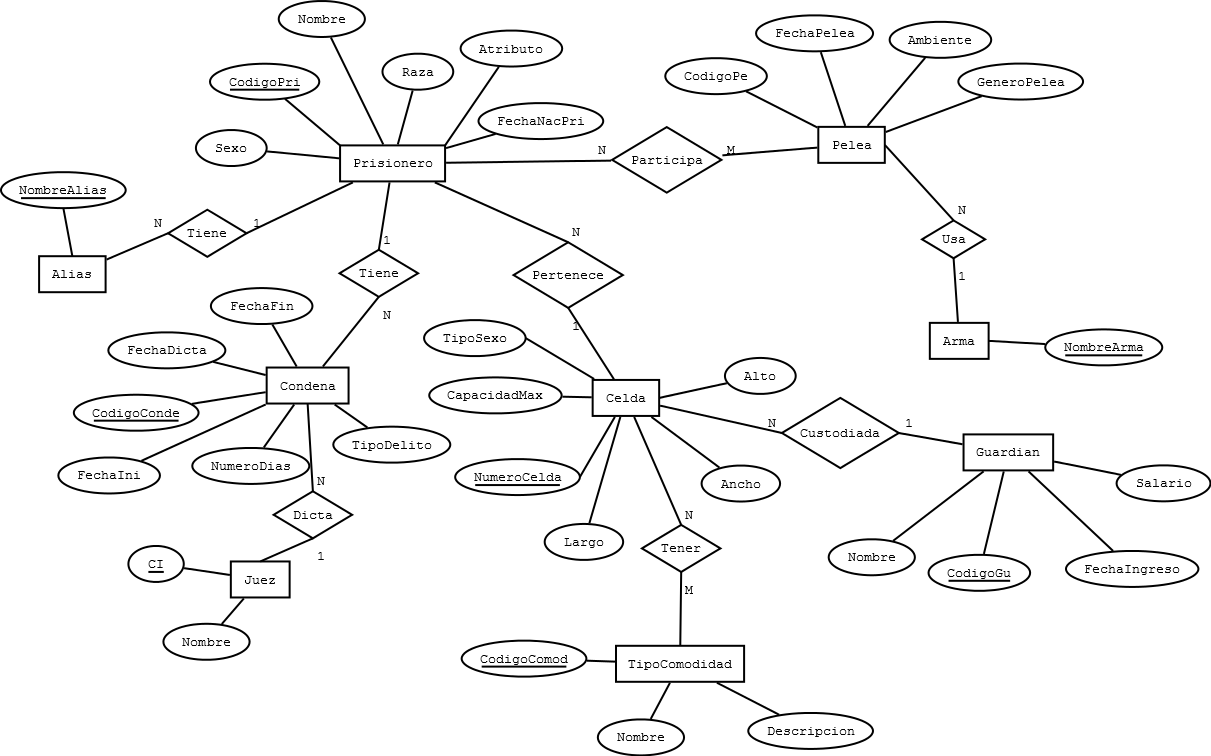 Nombre
FechaPelea
Ambiente
Atributo
Raza
CodigoPri
CodigoPe
GeneroPelea
FechaNacPri
Sexo
Prisionero
N
Participa
M
Pelea
NombreAlias
N
Tiene
1
Alias
1
Tiene
N
N
Pertenece
1
N
Usa
1
Arma
NombreArma
FechaFin
FechaDicta
Condena
CodigoConde
FechaIni
NumeroDias
TipoDelito
TipoSexo
CapacidadMax
Celda
Alto
N
Custodiada
1
Guardian
Salario
NumeroCelda
Ancho
Largo
N
Dicta
1
CI
Juez
Nombre
N
Tener
M
Nombre
CodigoGu
FechaIngreso
CodigoComod
TipoComodidad
Nombre
Descripcion